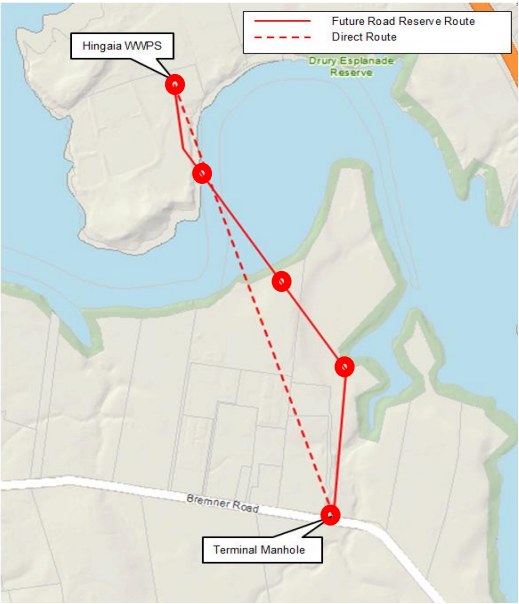 Future Road Reserve Route
Direct Route
Hingaia WWPS
Drury Esplanade
Reserve
Bremner Road
Terminal Manhole